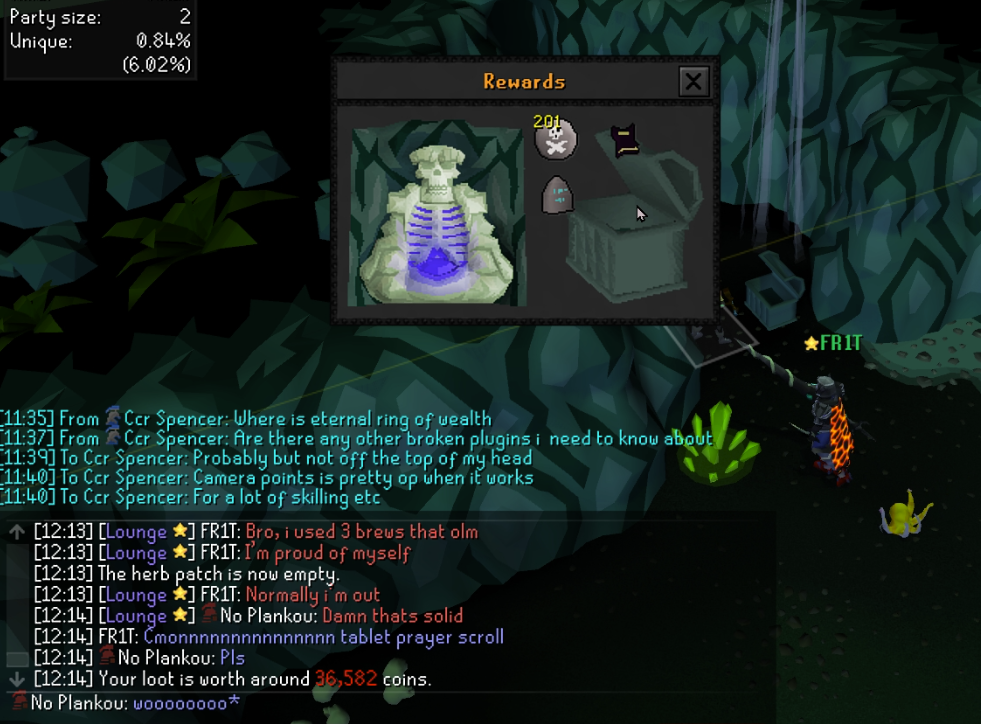 Party size: 2
Unique: 0.84%
(6.02%)
Rewards
201
FR1T
[11:35] From Ccr Spencer: Where is eternal ring of wealth
[11:37] From Ccr Spencer: Are there any other broken plugins i need to know about
[11:39] To Ccr Spencer: Probably but not off the top of my head
[11:40] To Ccr Spencer: Camera points is pretty op when it works
[11:40] To Ccr Spencer: For a lot of skilling etc
[12:13] [Lounge] FR1T: Bro, i used 3 brews that olm
[12:13] [Lounge] FR1T: I'm proud of myself
[12:13] The herb patch is now empty.
[12:13] [Lounge] FR1T: Normally i'm out
[12:14] [Lounge] No Plankou: Damn thats solid
[12:14] FR1T: Cmonnnnnnnnnnnnnnnn tablet prayer scroll
[12:14] No Plankou: Pls
[12:14] Your loot is worth around 36,582 coins.
No Plankou: woooooooo*